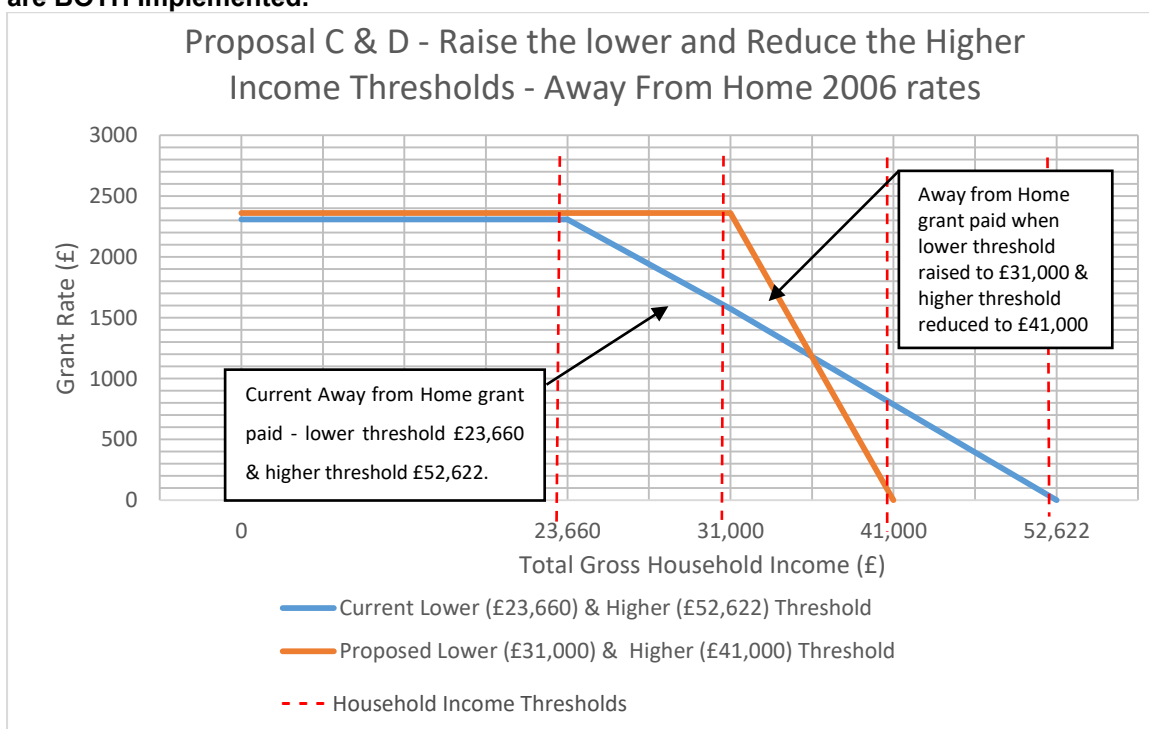 are BOTH implemented.
Proposal C & D - Raise the lower and Reduce the Higher
Income Thresholds - Away From Home 2006 rates
3000
2500
2000
1500
1000
500
0
Grant Rate (£)
Away from Home
grant paid when
lower threshold
raised to £31,000 &
higher threshold
reduced to £41,000
Current Away from Home grant
paid - lower threshold £23,660
& higher threshold £52,622.
0 23,660 31,000 41,000 52,622
Total Gross Household Income (£)
Current Lower (£23,660) & Higher (£52,622) Threshold
Proposed Lower (£31,000) & Higher (£41,000) Threshold
Household Income Thresholds